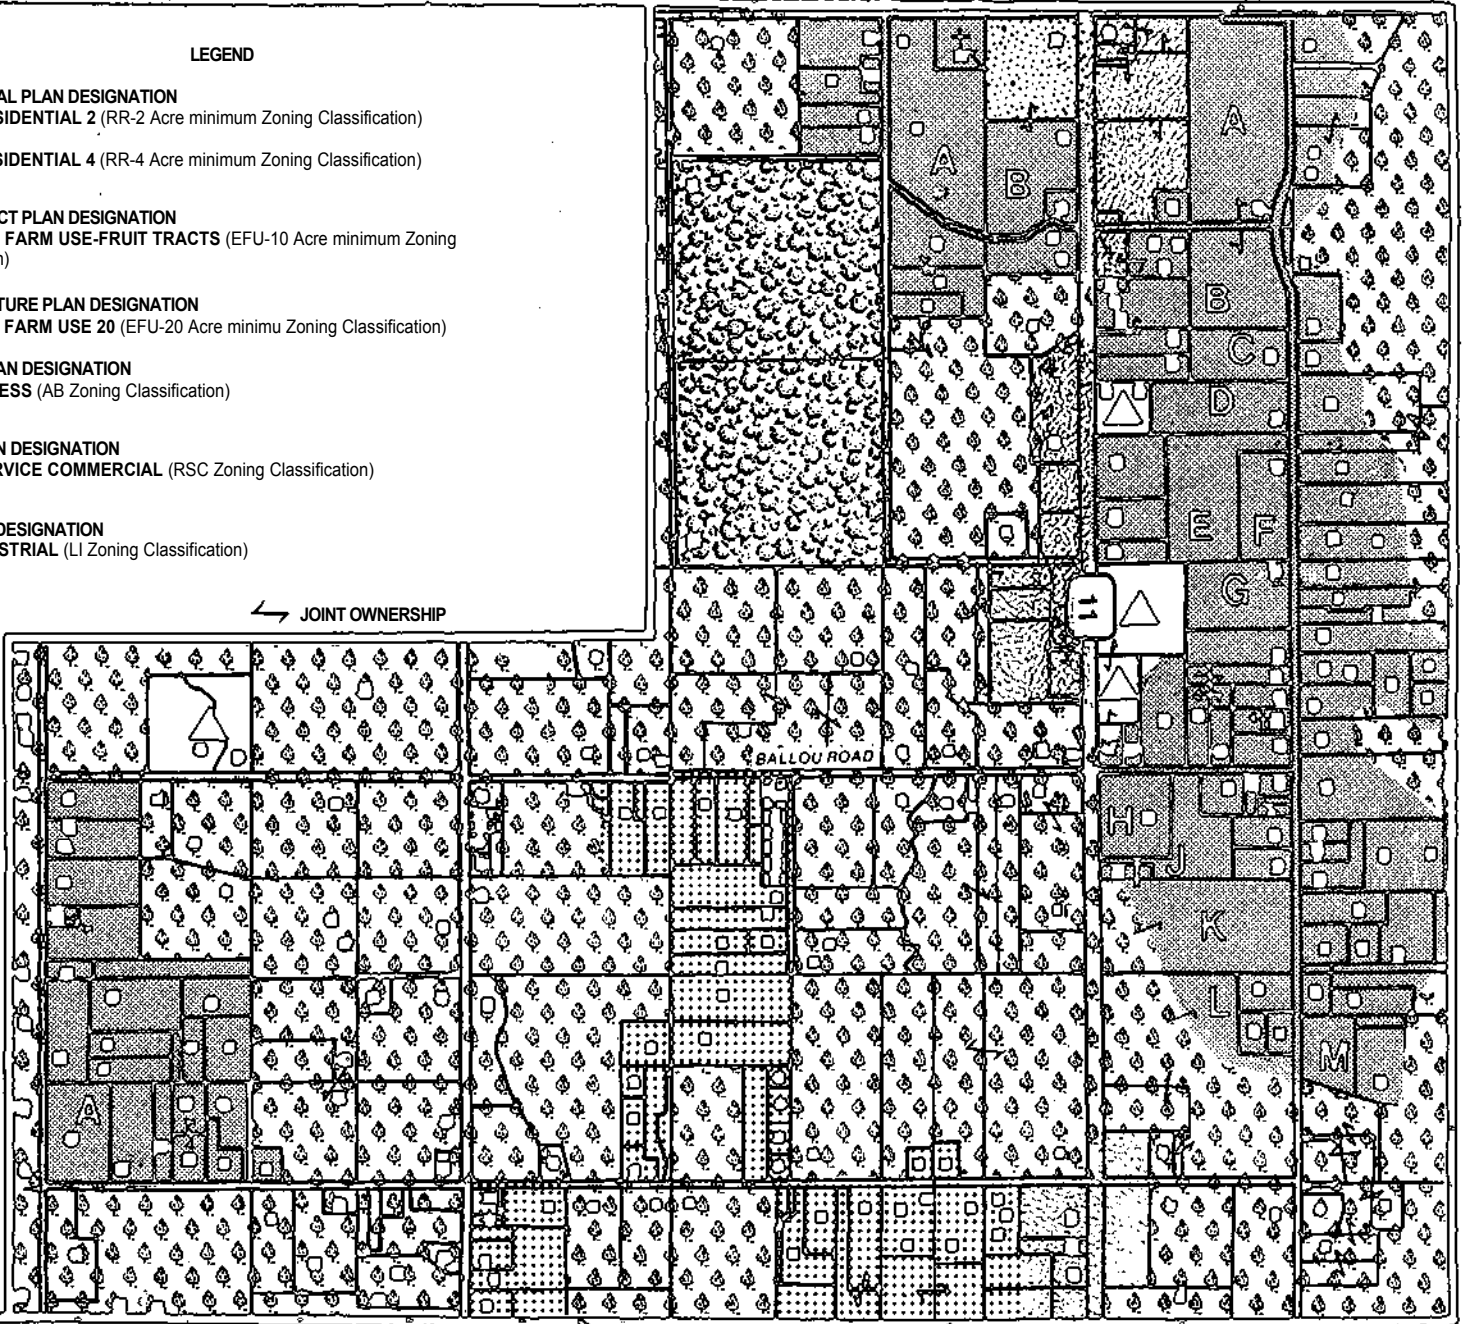 LEGEND
AL PLAN DESIGNATION
SIDENTIAL 2 (RR-2 Acre minimum Zoning Classification)
SIDENTIAL 4 (RR-4 Acre minimum Zoning Classification)
CT PLAN DESIGNATION
FARM USE-FRUIT TRACTS (EFU-10 Acre minimum Zoning
n)
TURE PLAN DESIGNATION
FARM USE 20 (EFU-20 Acre minimu Zoning Classification)
AN DESIGNATION
ESS (AB Zoning Classification)
N DESIGNATION
RVICE COMMERCIAL (RSC Zoning Classification)
DESIGNATION
STRIAL (LI Zoning Classification)
JOINT OWNERSHIP
A
B
A
B
C
D
E F
G
11
BALLOU ROAD
H
J
K
L
M
A